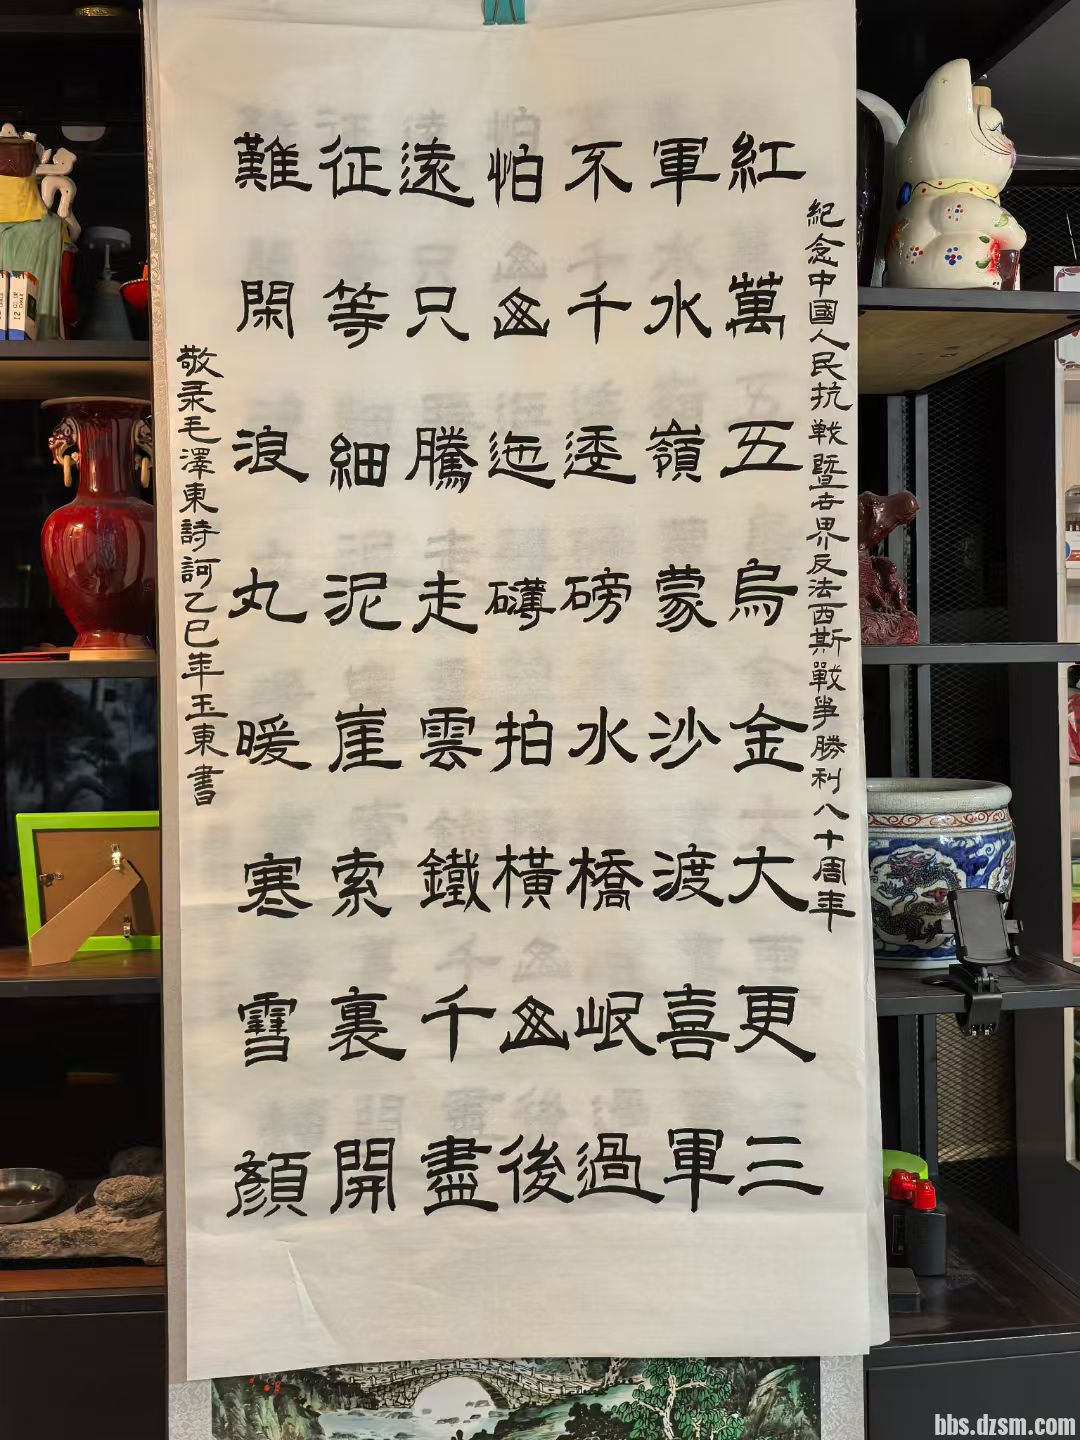 紀念中國人民抗戦暨世界反法西斯戰爭勝利八十周年
紅軍不怕遠征難
萬水千山只等閑
五嶺逶迤騰細浪
烏蒙磅礴走泥丸
金沙水拍雲崖暖
大渡橋橫鐵索寒
更喜岷山千裏雪
三軍過後盡開顏
敬录毛澤東詩詞乙巳年玉東書
bbs.dzsm.com